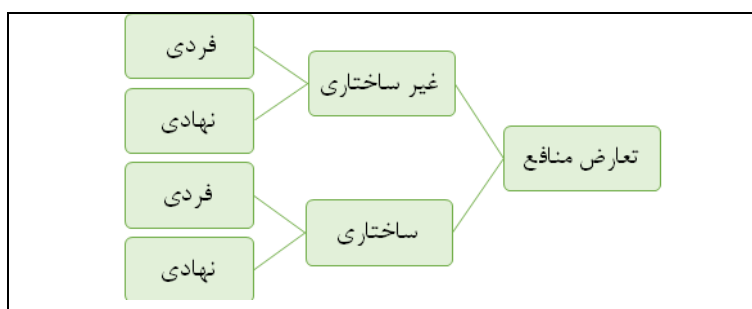 تعارض منافع
غیر ساختاری
فردی
نهادی
ساختاری
فردی
نهادی